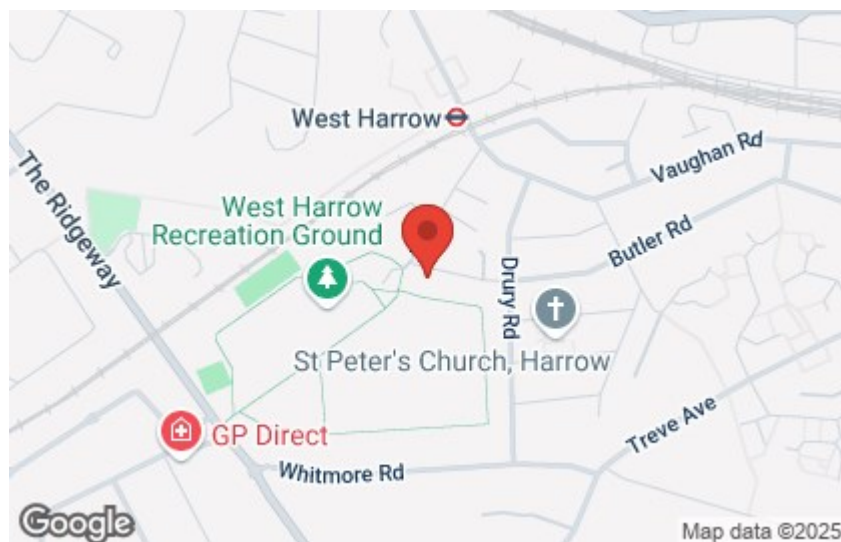 West Harrow
Vaughan Rd
The Ridgeway
West Harrow
Recreation Ground
Butler Rd
Drury Rd
St Peter's Church, Harrow
Treve Ave
GP Direct
Whitmore Rd
Google
Map data ©2025